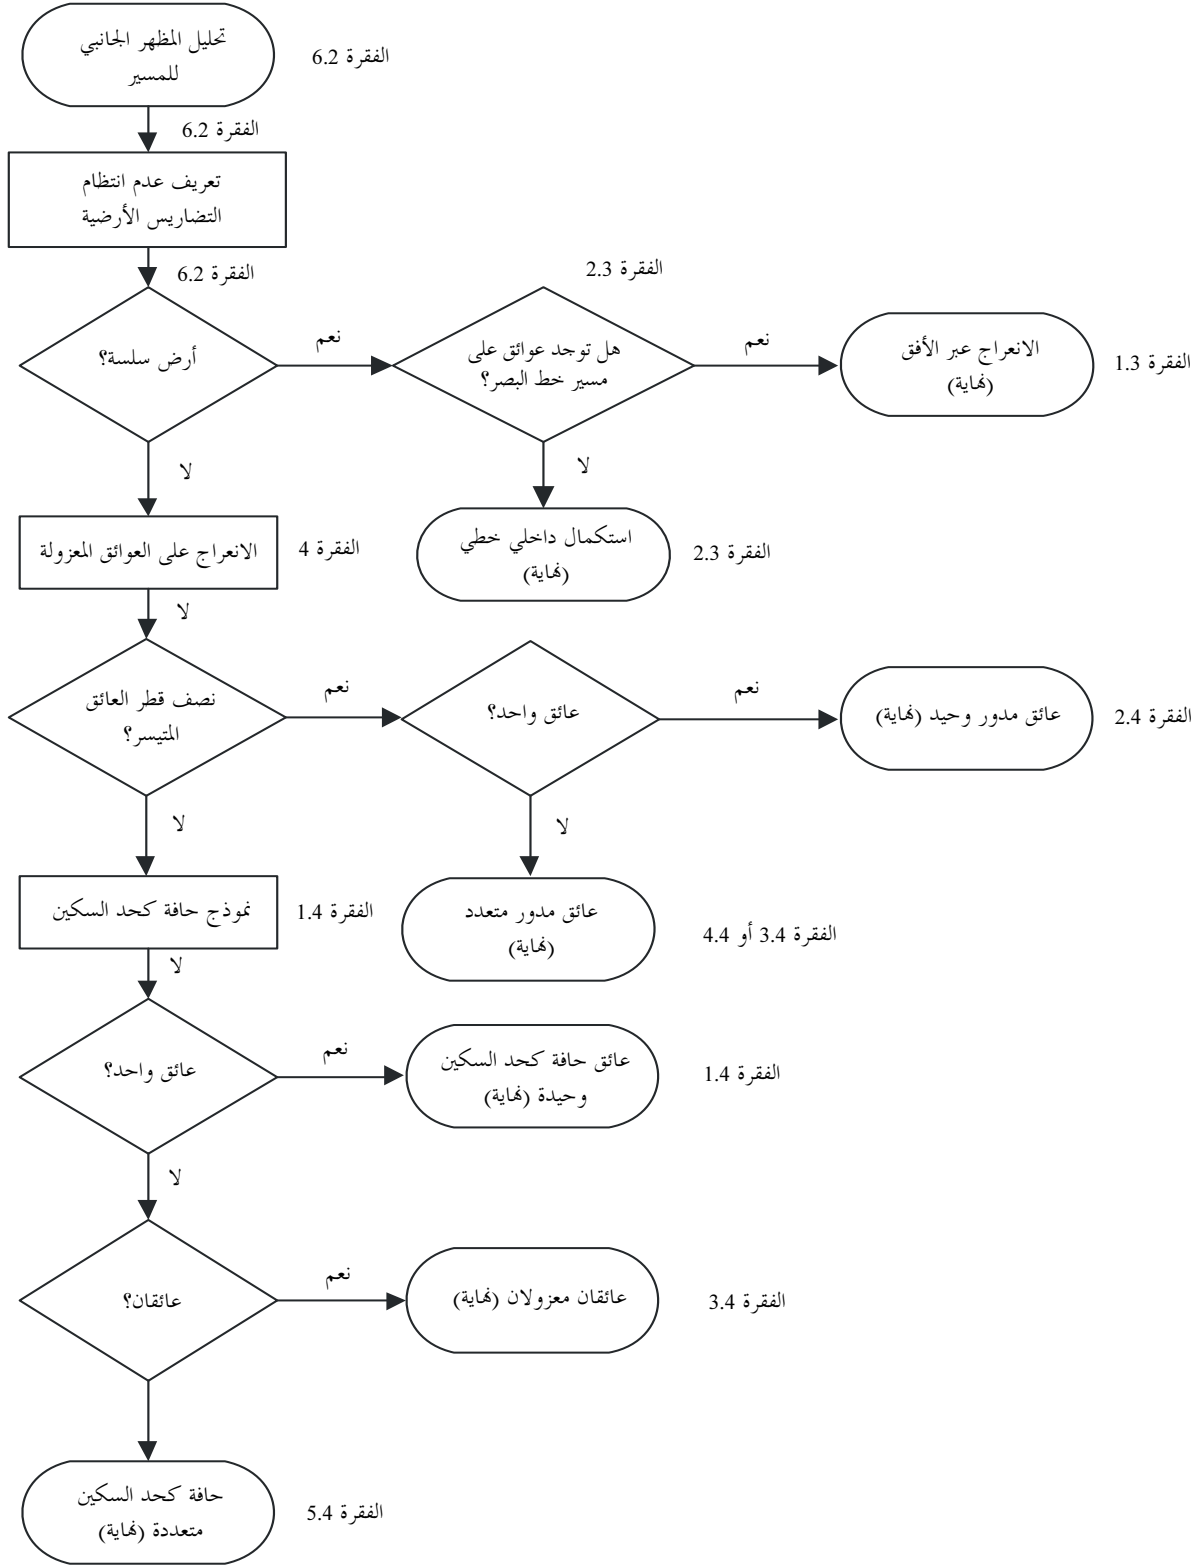 تحليل المظهر الجانبي
للمسير
الفقرة 6.2
الفقرة 6.2
تعريف عدم انتظام
التضاريس الأرضية
الفقرة 6.2
أرض سلسة؟
نعم
الفقرة 2.3
هل توجد عوائق على
مسير خط البصر؟
نعم
الانعراج عبر الأفق
(نهاية)
الفقرة 1.3
لا
لا
الانعراج على العوائق المعزولة
الفقرة 4
استكمال داخلي خطي
(نهاية)
الفقرة 2.3
لا
نصف قطر العائق
المتيسر؟
نعم
عائق واحد؟
نعم
عائق مدور وحيد (نهاية)
الفقرة 2.4
لا
لا
نموذج حافة كحد السكين
الفقرة 1.4
عائق مدور متعدد
(نهاية)
الفقرة 3.4 أو 4.4
لا
عائق واحد؟
نعم
عائق حافة كحد السكين
وحيدة (نهاية)
الفقرة 1.4
لا
عائقان؟
نعم
عائقان معزولان (نهاية)
الفقرة 3.4
حافة كحد السكين
متعددة (نهاية)
الفقرة 5.4